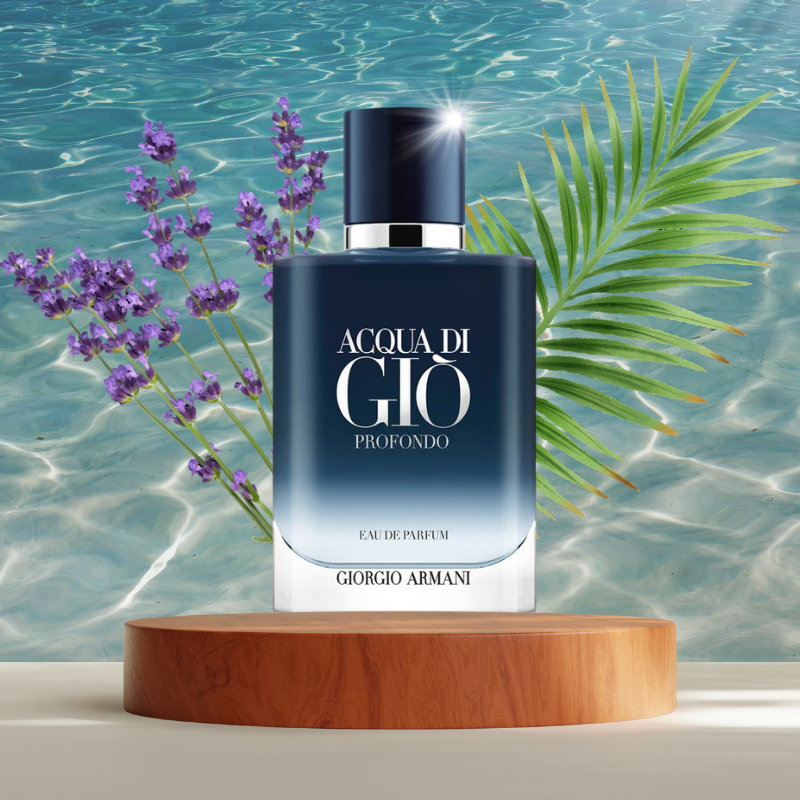 ACQUA DI
GIÒ
PROFONDO
EAU DE PARFUM
GIORGIO ARMANI